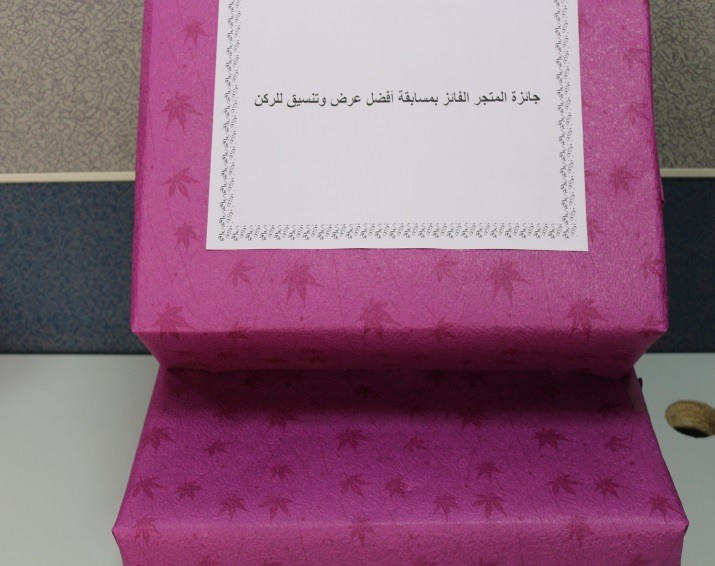 جائزة المتجر الفائز بمسابقة أفضل عرض وتنسيق للركن